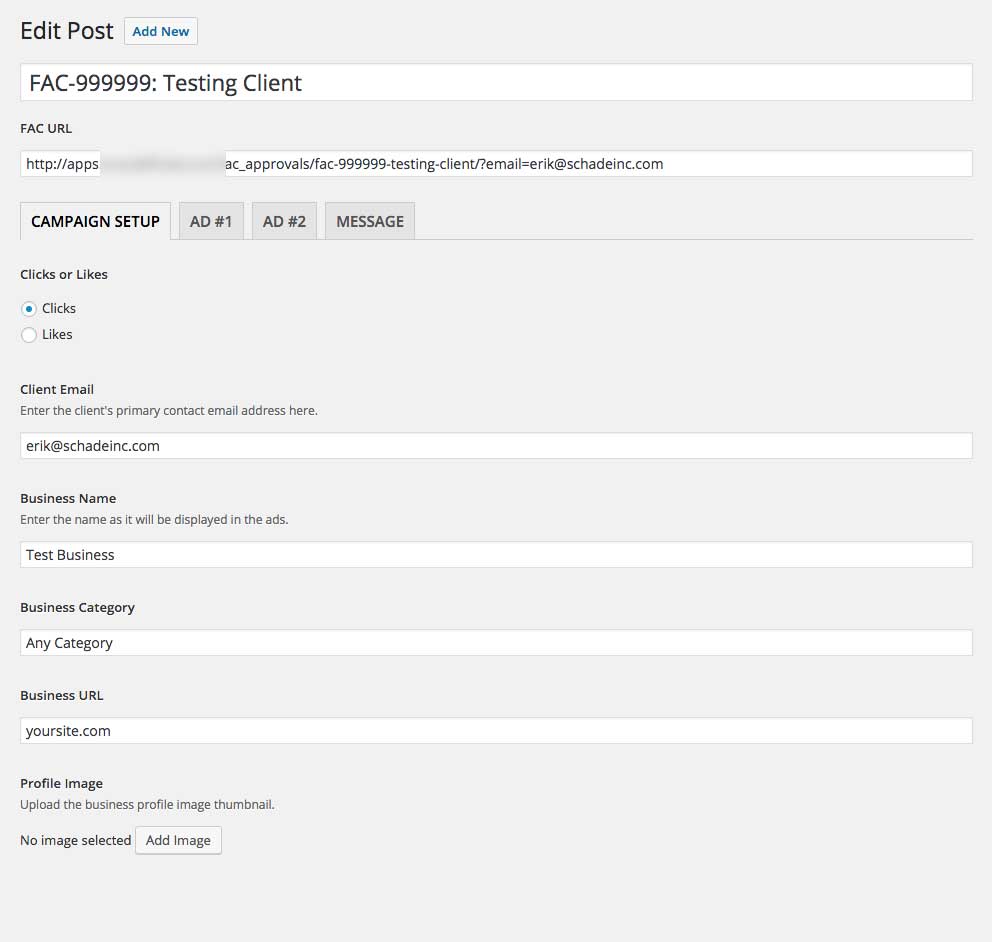 Edit Post Add New
FAC-999999: Testing Client
FAC URL
http://apps ac_approvals/fac-999999-testing-client/?email=erik@schadeinc.com
CAMPAIGN SETUP AD #1 AD #2 MESSAGE
Clicks or Likes
Clicks
Likes
Client Email
Enter the client's primary contact email address here.
erik@schadeinc.com
Business Name
Enter the name as it will be displayed in the ads.
Test Business
Business Category
Any Category
Business URL
yoursite.com
Profile Image
Upload the business profile image thumbnail.
No image selected Add Image